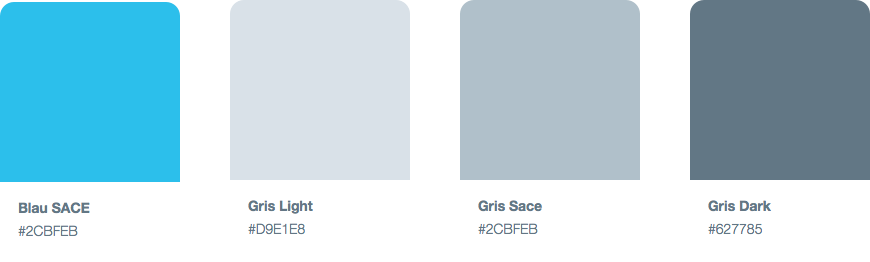 Blau SACE
#2CBFEB
Gris Light
#D9E1E8
Gris Sace
#2CBFEB
Gris Dark
#627785